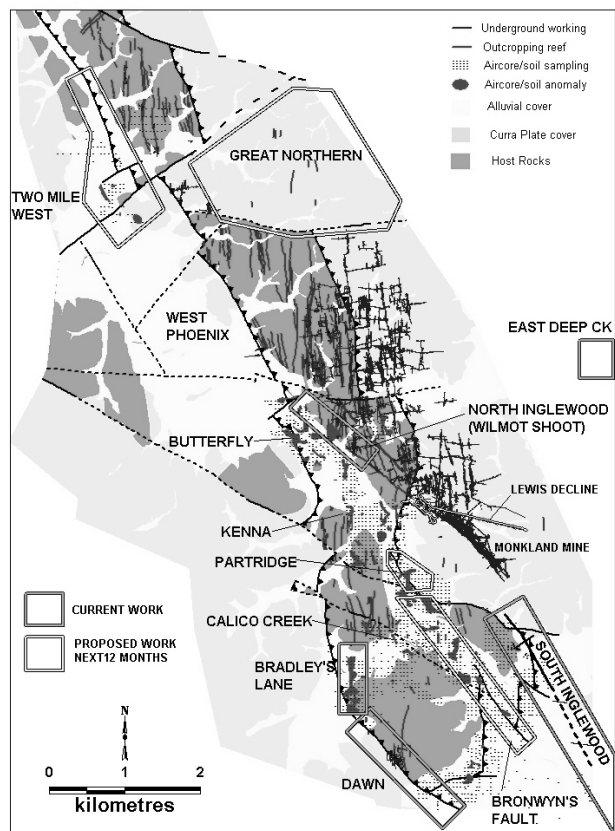 Underground working
Outcropping reef
Aircore/soil sampling
Aircore/soil anomaly
Alluvial cover
Curra Plate cover
Host Rocks
GREAT NORTHERN
TWO MILE
WEST
WEST
PHOENIX
EAST DEEP CK
NORTH INGLEWOOD
(WILMOT SHOOT)
BUTTERFLY
LEWIS DECLINE
KENNA
MONKLAND MINE
PARTRIDGE
CURRENT WORK
CALICO CREEK
PROPOSED WORK
NEXT12 MONTHS
BRADLEY'S
LANE
SOUTH INGLEWOOD
N
0 1 2
kilometres
DAWN
BRONWYN'S
FAULT